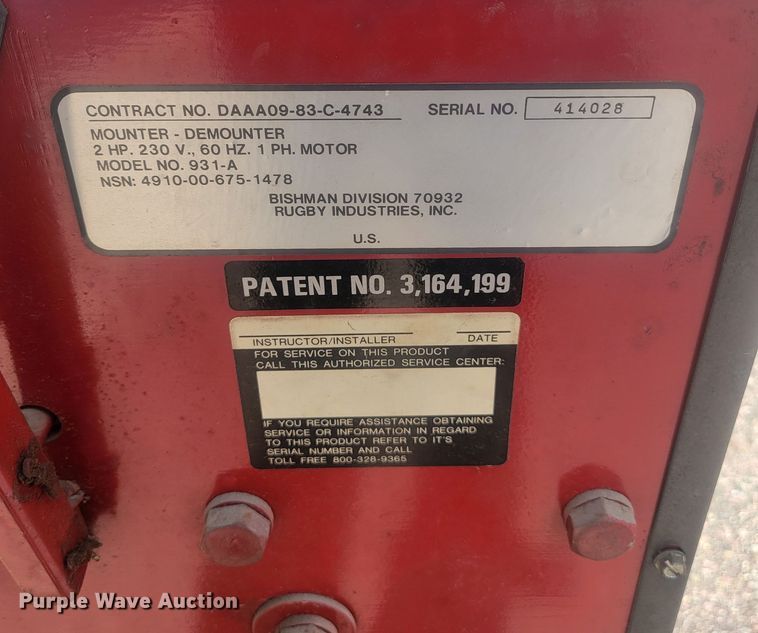 CONTRACT NO. DAAA09-83-C-4743 SERIAL NO. 414028
MOUNTER - DEMOUNTER
2 HP. 230 V., 60 HZ. 1 PH. MOTOR
MODEL NO. 931-A
NSN: 4910-00-675-1478
BISHMAN DIVISION 70932
RUGBY INDUSTRIES, INC.
U.S.
PATENT NO. 3,164,199
INSTRUCTOR/INSTALLER DATE
FOR SERVICE ON THIS PRODUCT
CALL THIS AUTHORIZED SERVICE CENTER:
IF YOU REQUIRE ASSISTANCE OBTAINING
SERVICE OR INFORMATION IN REGARD
TO THIS PRODUCT REFER TO IT'S
SERIAL NUMBER AND CALL
TOLL FREE 800-328-9365
Purple Wave Auction